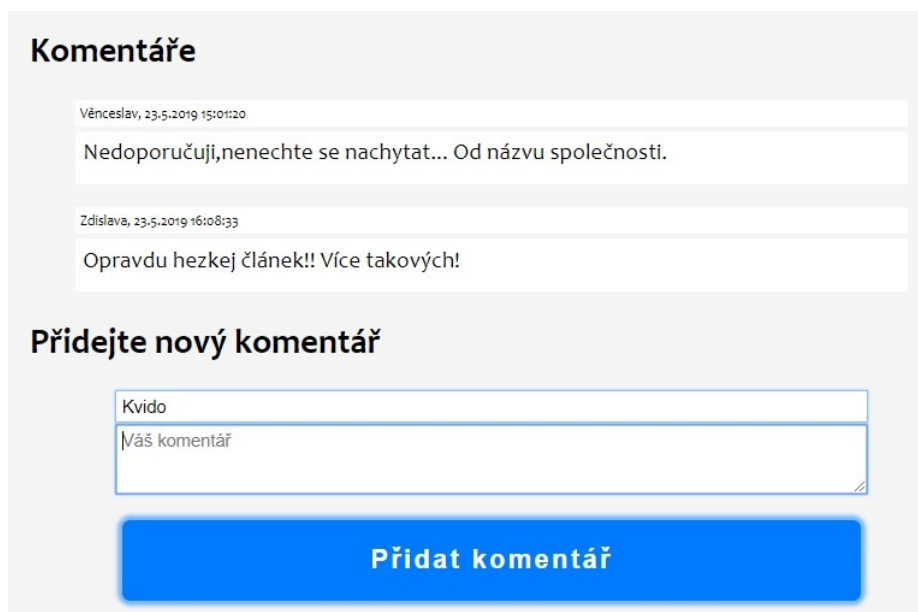 Komentáře
Věnceslav, 23.5.2019 15:01:20
Nedoporučuji,nenechte se nachytat... Od názvu společnosti.
Zdislava, 23.5.2019 16:08:33
Opravdu hezkej článek!! Více takových!
Přidejte nový komentář
Kvido
Váš komentář
Přidat komentář